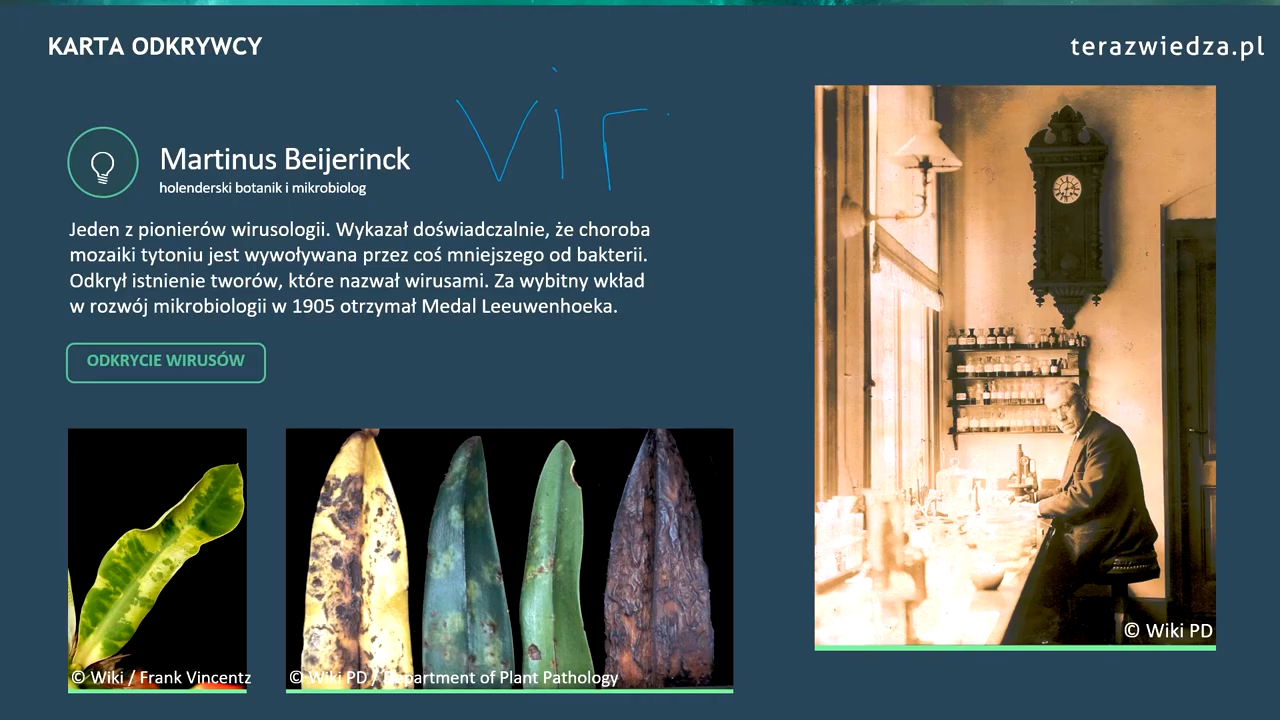 KARTA ODKRYWCY
terazwiedza.pl
vir
Martinus Beijerinck
holenderski botanik i mikrobiolog
Jeden z pionierów wirusologii. Wykazał doświadczalnie, że choroba
mozaiki tytoniu jest wywoływana przez coś mniejszego od bakterii.
Odkrył istnienie tworów, które nazwał wirusami. Za wybitny wkład
w rozwój mikrobiologii w 1905 otrzymał Medal Leeuwenhoeka.
ODKRYCIE WIRUSÓW
© Wiki / Frank Vincentz
© Wiki PD / Department of Plant Pathology
© Wiki PD